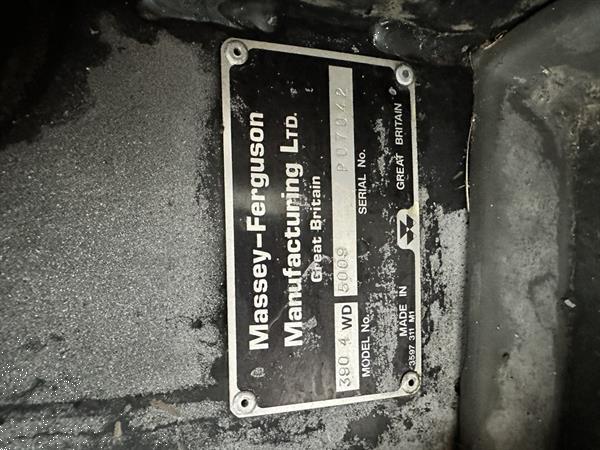 Massey-Ferguson
Manufacturing LTD.
Great Britain
390 4 WD 5009 P07042
MODEL No. SERIAL No.
MADE IN GREAT BRITAIN
3597 311 M1